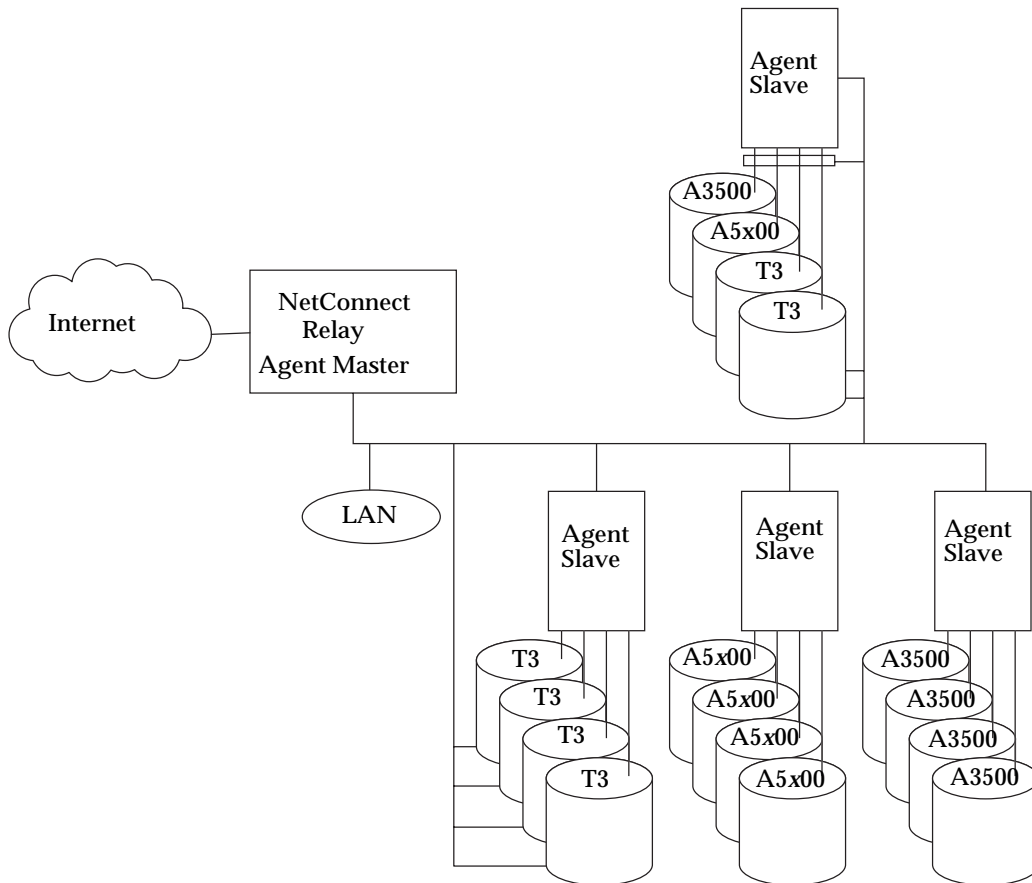 Agent
Slave
A3500
A5x00
T3
T3
Internet
NetConnect
Relay
Agent Master
LAN
Agent
Slave
T3
T3
T3
T3
Agent
Slave
A5x00
A5x00
A5x00
A5x00
Agent
Slave
A3500
A3500
A3500
A3500